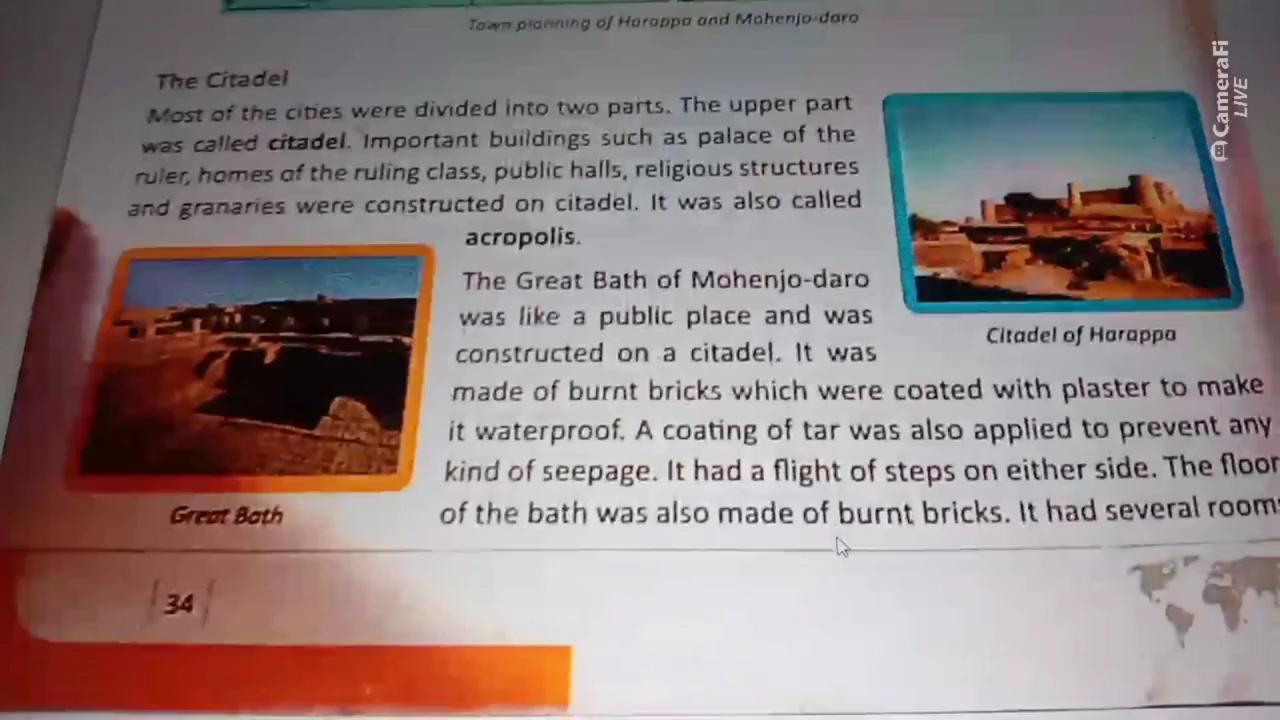 Town planning of Harappa and Mohenjo-daro
The Citadel
Most of the cities were divided into two parts. The upper part
was called citadel. Important buildings such as palace of the
ruler, homes of the ruling class, public halls, religious structures
and granaries were constructed on citadel. It was also called
acropolis.
The Great Bath of Mohenjo-daro
was like a public place and was
constructed on a citadel. It was
made of burnt bricks which were coated with plaster to make
it waterproof. A coating of tar was also applied to prevent any
kind of seepage. It had a flight of steps on either side. The floor
of the bath was also made of burnt bricks. It had several rooms
Citadel of Harappa
Great Bath
34
CameraFi
LIVE